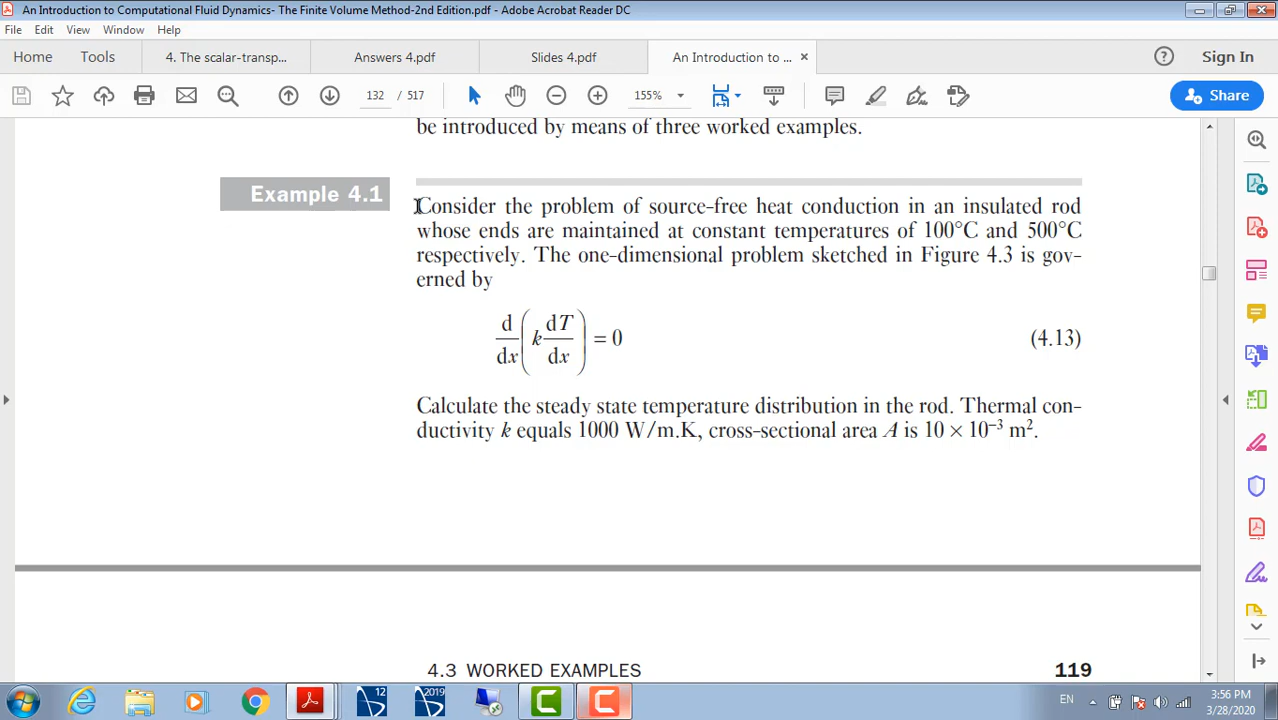 An Introduction to Computational Fluid Dynamics- The Finite Volume Method-2nd Edition.pdf - Adobe Acrobat Reader DC
File Edit View Window Help
Home Tools 4. The scalar-transp... Answers 4.pdf Slides 4.pdf An Introduction to ... × ? Sign In
132 / 517 155% Share
be introduced by means of three worked examples.
Example 4.1
Consider the problem of source-free heat conduction in an insulated rod
whose ends are maintained at constant temperatures of 100°C and 500°C
respectively. The one-dimensional problem sketched in Figure 4.3 is gov-
erned by
d/dx ( k dT/dx ) = 0 (4.13)
Calculate the steady state temperature distribution in the rod. Thermal con-
ductivity k equals 1000 W/m.K, cross-sectional area A is 10 × 10⁻³ m².
4.3 WORKED EXAMPLES 119
12 2019 EN 3:56 PM
3/28/2020